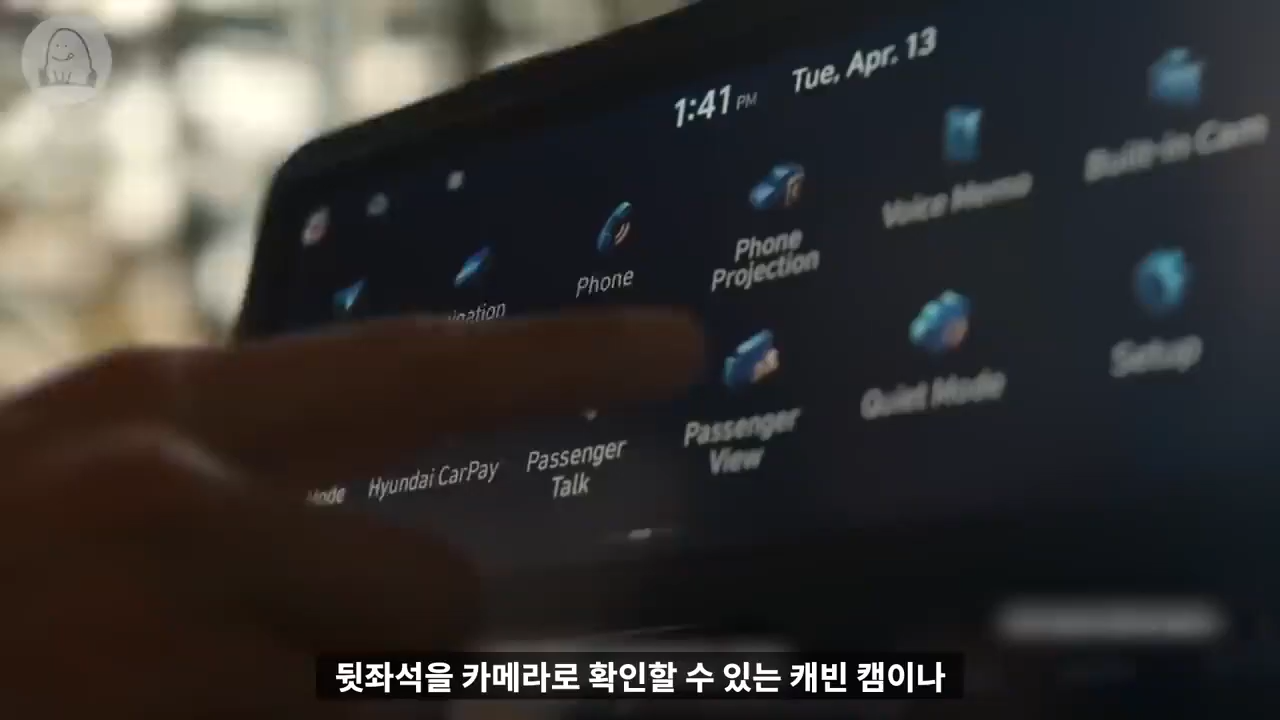 1:41 PM
Tue, Apr. 13
Phone
Phone
Projection
Voice Memo
Built-in Cam
Mode
Hyundai CarPay
Passenger
Talk
Passenger
View
Quiet Mode
Setup
뒷좌석을 카메라로 확인할 수 있는 캐빈 캠이나